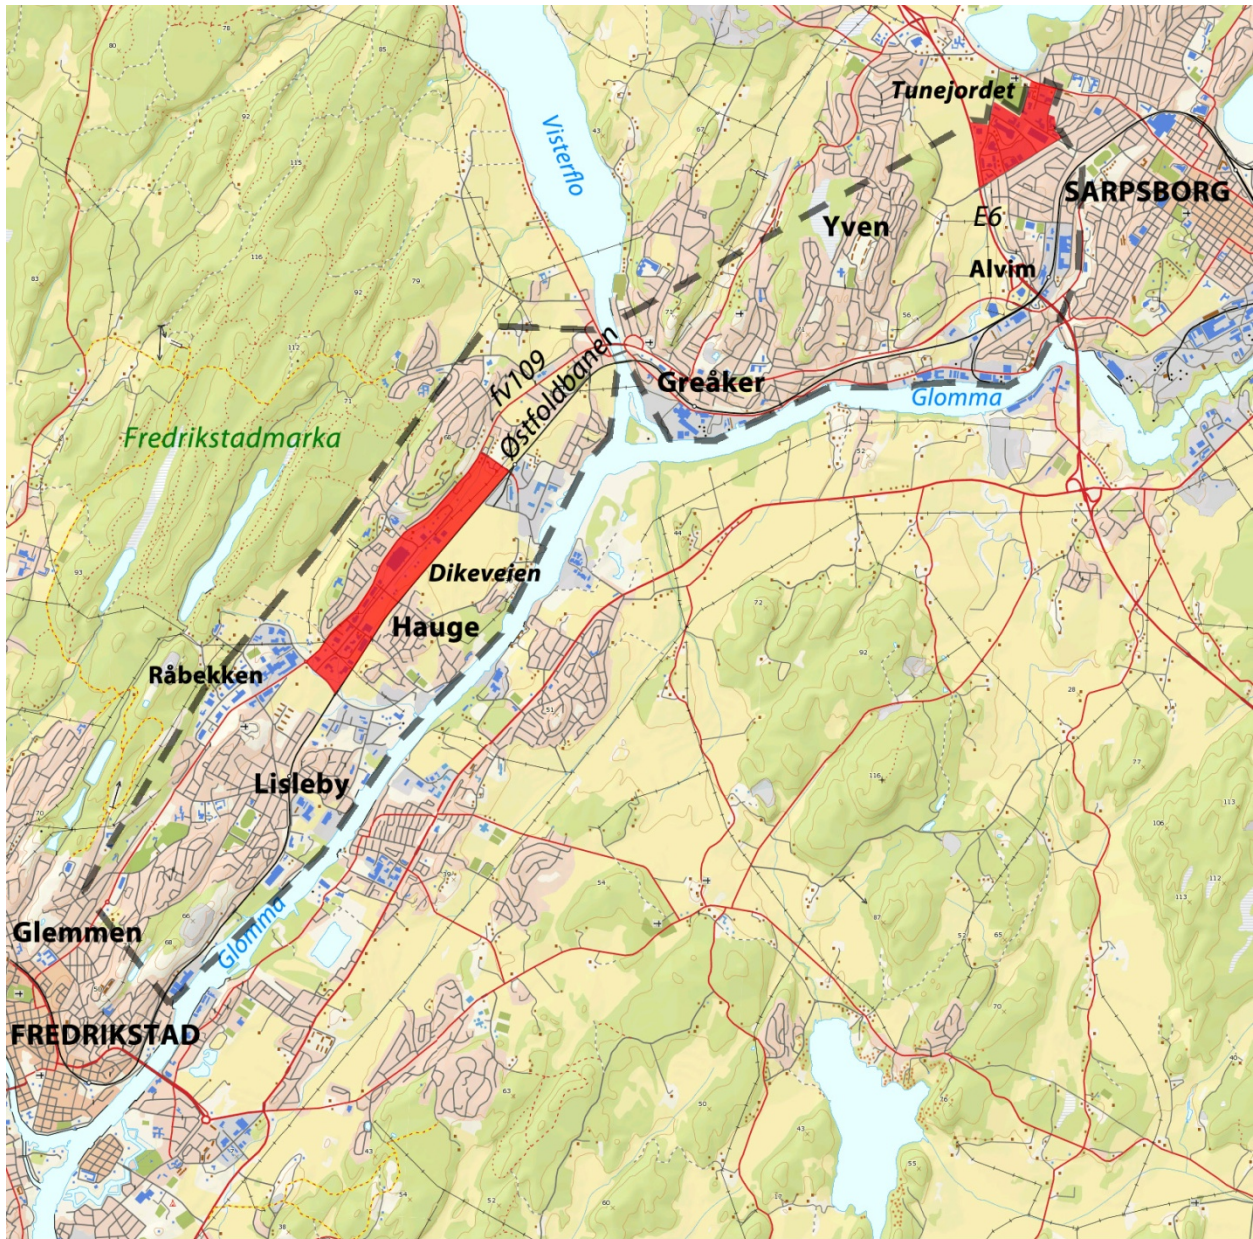 Tunejordet
Visterflo
SARPSBORG
E6
Yven
Alvim
fv109
Østfoldbanen
Greåker
Glomma
Fredrikstadmarka
Dikeveien
Hauge
Råbekken
Lisleby
Glomma
Glemmen
FREDRIKSTAD